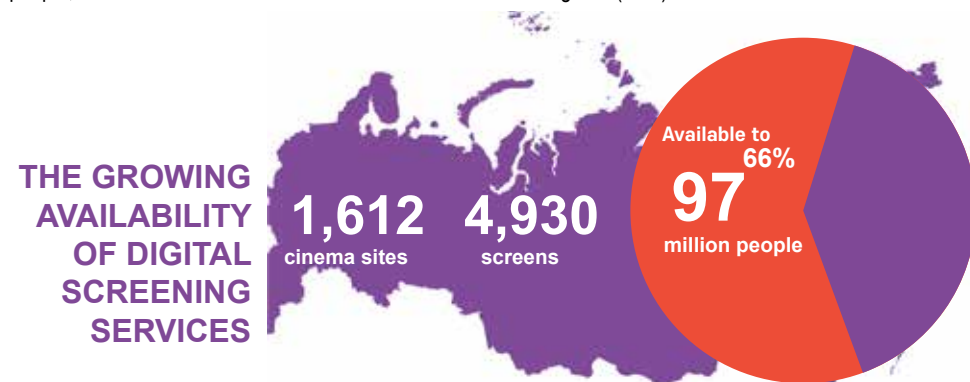 THE GROWING
AVAILABILITY
OF DIGITAL
SCREENING
SERVICES
1,612
cinema sites
4,930
screens
Available to
66%
97
million people